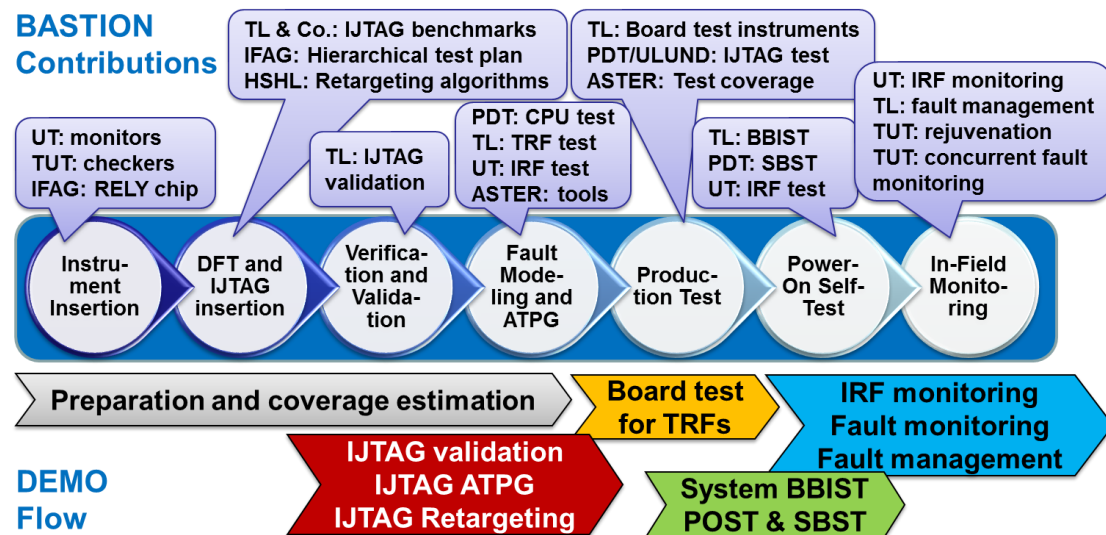 BASTION
Contributions
TL & Co.: IJTAG benchmarks
IFAG: Hierarchical test plan
HSHL: Retargeting algorithms
TL: Board test instruments
PDT/ULUND: IJTAG test
ASTER: Test coverage
UT: monitors
TUT: checkers
IFAG: RELY chip
TL: IJTAG
validation
PDT: CPU test
TL: TRF test
UT: IRF test
ASTER: tools
TL: BBIST
PDT: SBST
UT: IRF test
UT: IRF monitoring
TL: fault management
TUT: rejuvenation
TUT: concurrent fault
monitoring
Instru-
ment
Insertion
DFT and
IJTAG
insertion
Verifica-
tion and
Valida-
tion
Fault
Mode-
ling and
ATPG
Produc-
tion Test
Power-
On Self-
Test
In-Field
Monito-
ring
Preparation and coverage estimation
Board test
for TRFs
IRF monitoring
Fault monitoring
Fault management
IJTAG validation
IJTAG ATPG
IJTAG Retargeting
System BBIST
POST & SBST
DEMO
Flow